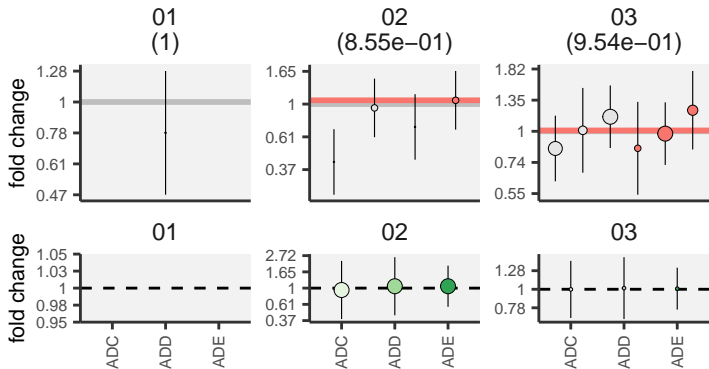 01
(1)
02
(8.55e−01)
03
(9.54e−01)
fold change
1.28
1
0.78
0.61
0.47
1.65
1
0.61
0.37
1.82
1.35
1
0.74
0.55
01
02
03
fold change
1.05
1.03
1
0.98
0.95
2.72
1.65
1
0.61
0.37
1.28
1
0.78
ADC
ADD
ADE
ADC
ADD
ADE
ADC
ADD
ADE